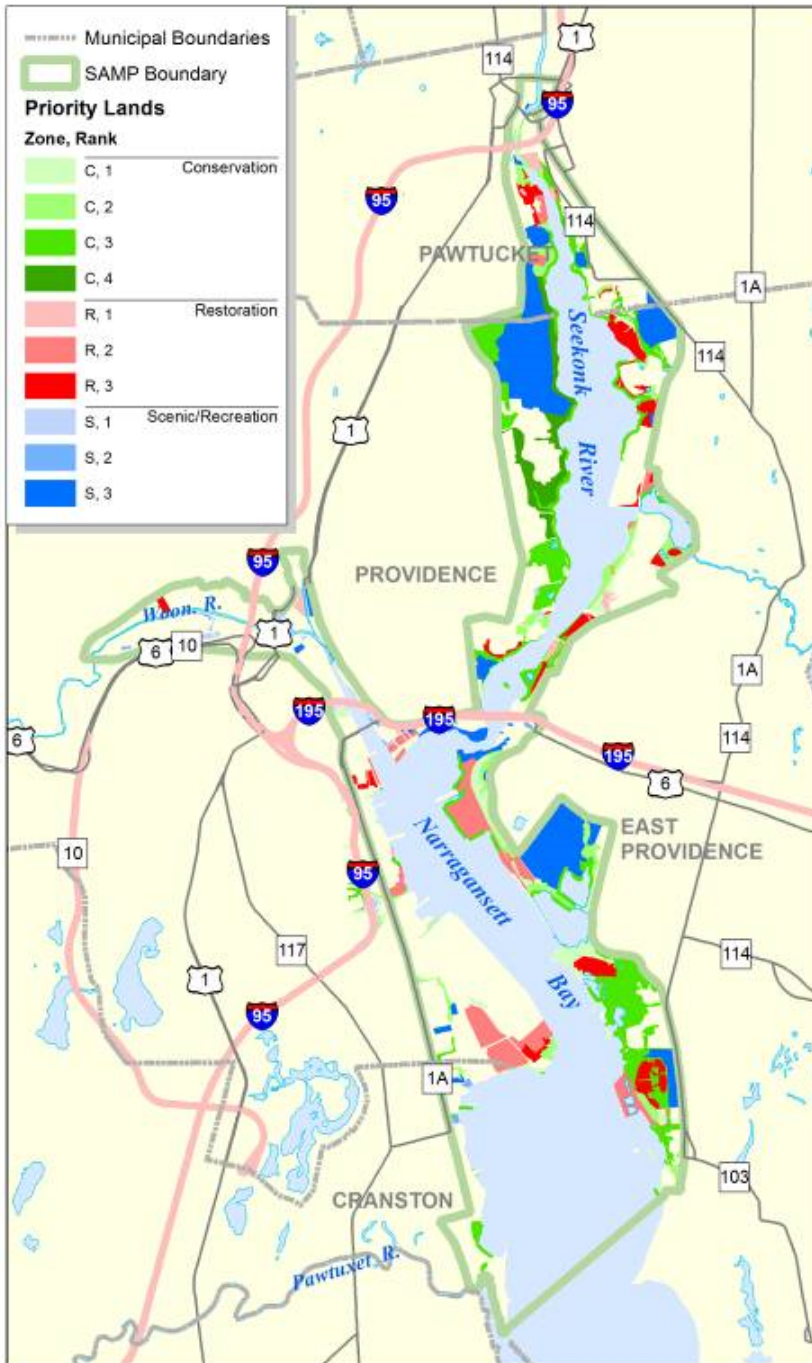 Municipal Boundaries
SAMP Boundary
Priority Lands
Zone, Rank
C, 1 Conservation
C, 2
C, 3
C, 4
R, 1 Restoration
R, 2
R, 3
S, 1 Scenic/Recreation
S, 2
S, 3
1
114
95
95
114
PAWTUCKET
1A
Seekonk
River
114
1
95
PROVIDENCE
Woon. R.
1
6
10
1A
195
195
114
6
195
6
EAST
PROVIDENCE
10
Narragansett
Bay
95
117
114
1
95
1A
103
CRANSTON
Pawtuxet R.